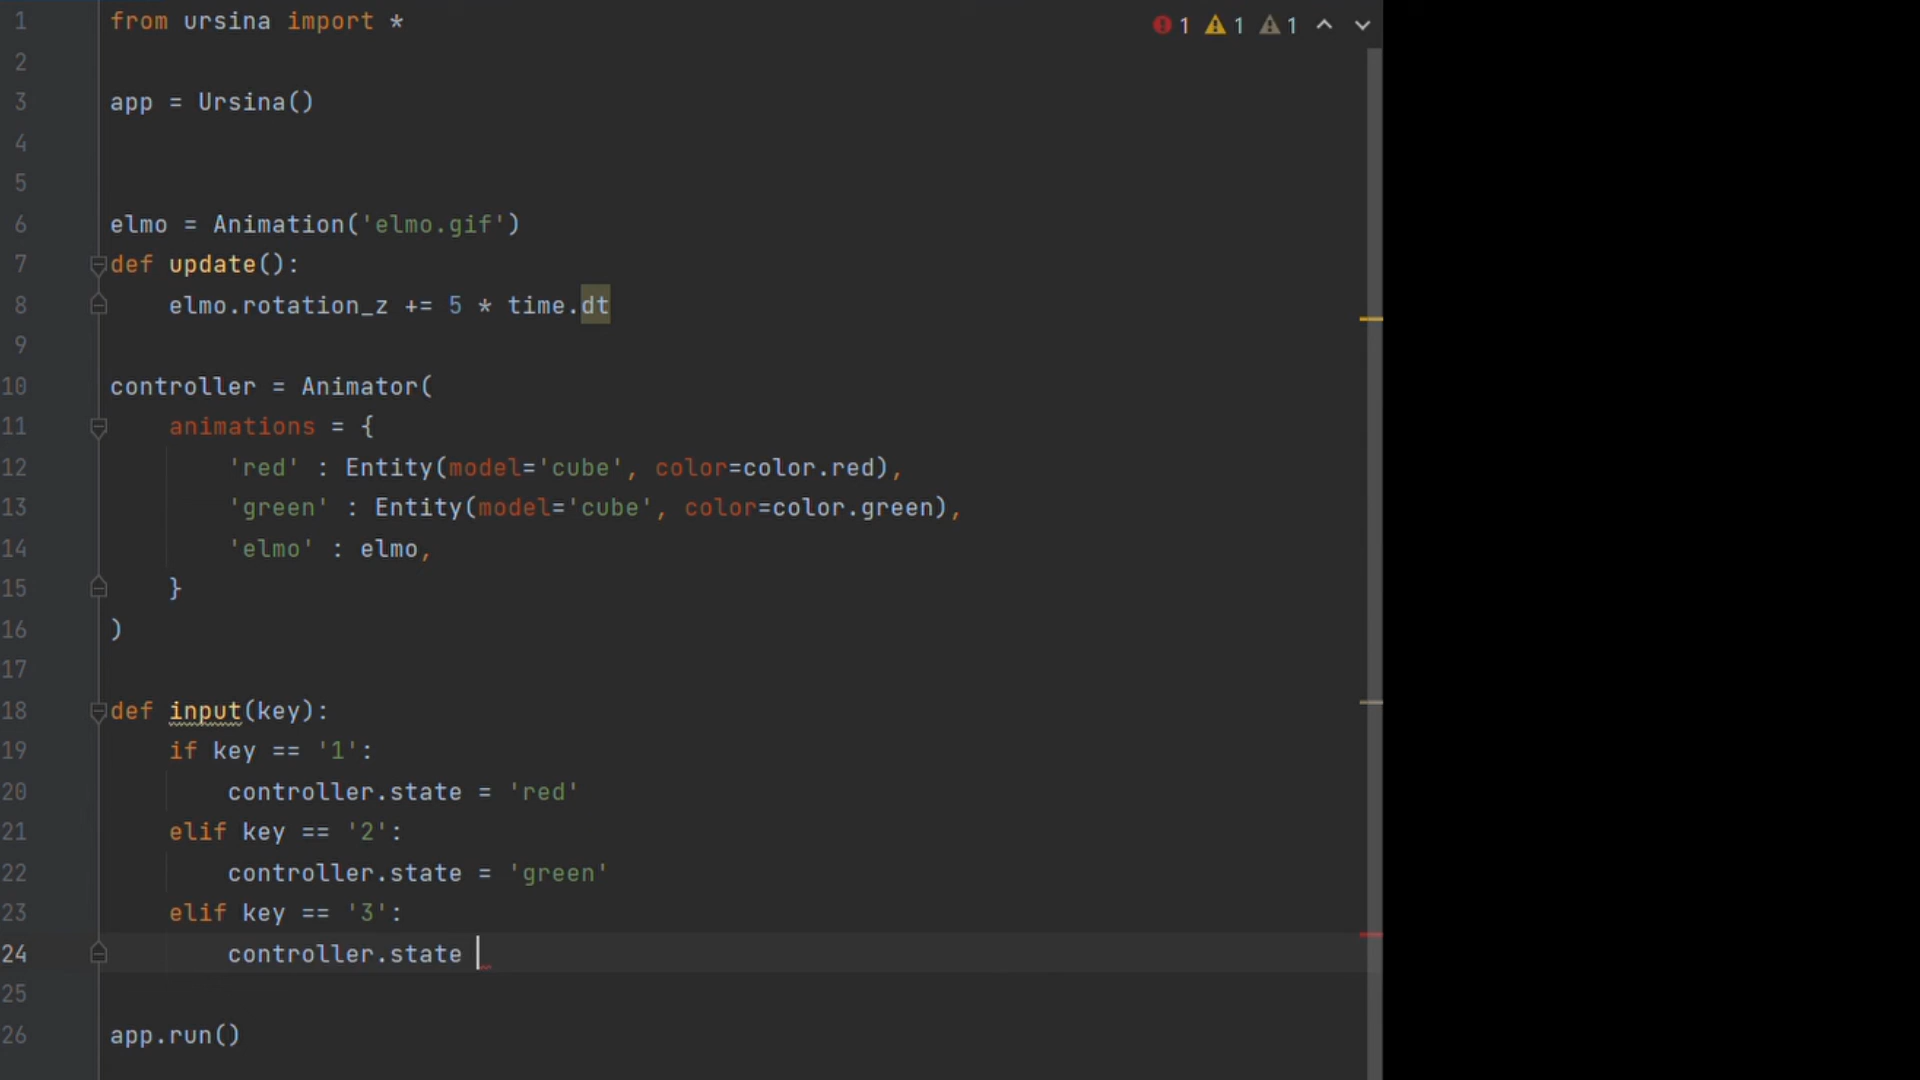 1 from ursina import * 1 1 1
2
3 app = Ursina()
4
5
6 elmo = Animation('elmo.gif')
7 def update():
8 elmo.rotation_z += 5 * time.dt
9
10 controller = Animator(
11 animations = {
12 'red' : Entity(model='cube', color=color.red),
13 'green' : Entity(model='cube', color=color.green),
14 'elmo' : elmo,
15 }
16 )
17
18 def input(key):
19 if key == '1':
20 controller.state = 'red'
21 elif key == '2':
22 controller.state = 'green'
23 elif key == '3':
24 controller.state
25
26 app.run()